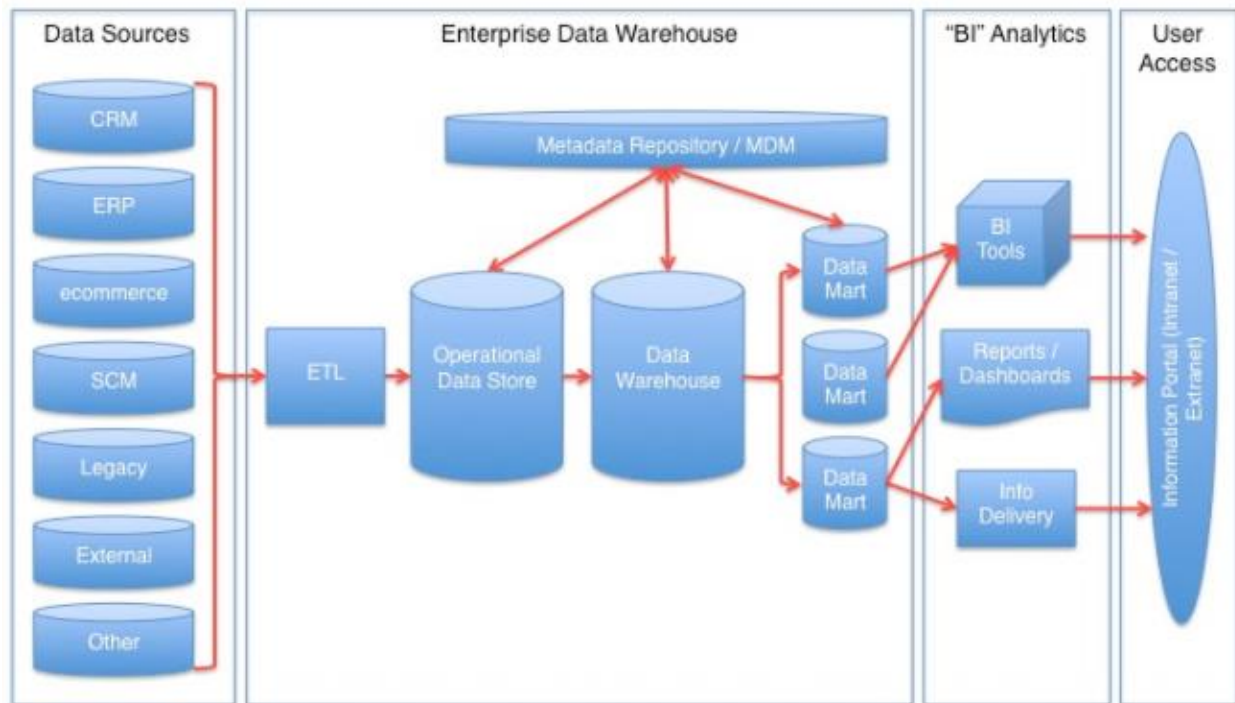 Data Sources
CRM
ERP
ecommerce
SCM
Legacy
External
Other
Enterprise Data Warehouse
Metadata Repository / MDM
ETL
Operational
Data Store
Data
Warehouse
Data
Mart
Data
Mart
Data
Mart
“BI” Analytics
BI
Tools
Reports /
Dashboards
Info
Delivery
User
Access
Information Portal (Intranet /
Extranet)